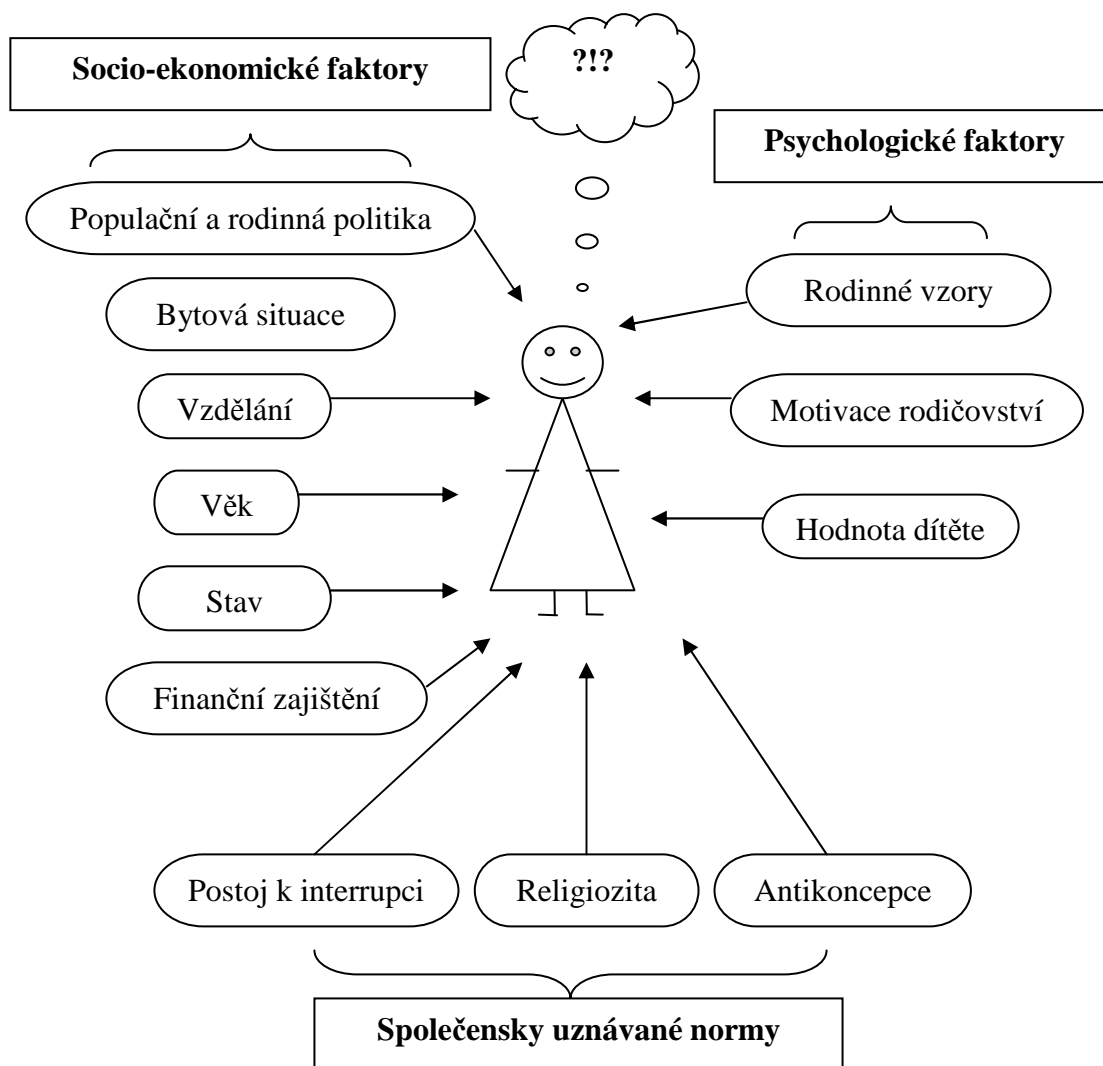 ?!?
Socio-ekonomické faktory
Psychologické faktory
Populační a rodinná politika
Rodinné vzory
Bytová situace
Vzdělání
Motivace rodičovství
Věk
Hodnota dítěte
Stav
Finanční zajištění
Postoj k interrupci
Religiozita
Antikoncepce
Společensky uznávané normy